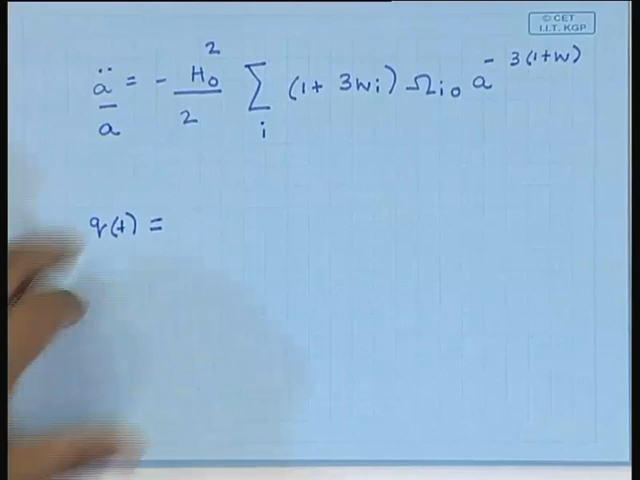 © CET
I.I.T. KGP
ä/a = - H₀²/2 Σᵢ (1 + 3wᵢ) Ωᵢ₀ a^{-3(1+w)}
q(t) =